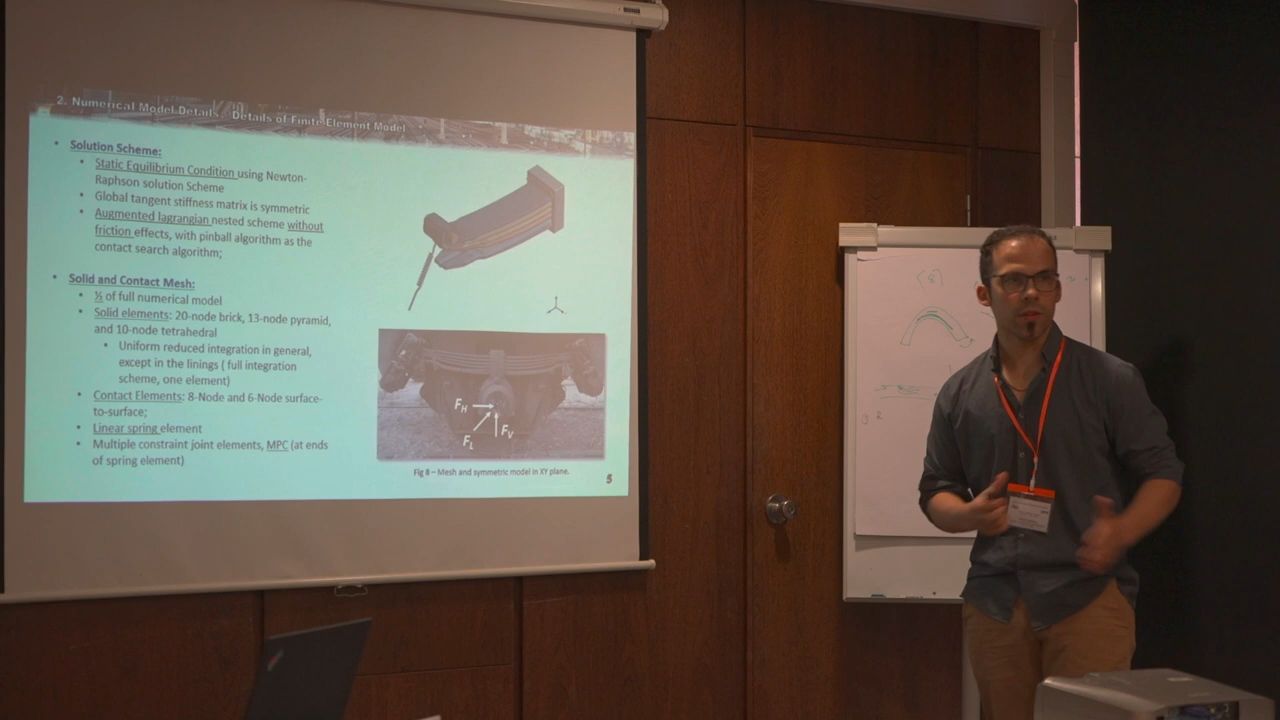 2. Numerical Model Details - Details of Finite Element Model
• Solution Scheme:
• Static Equilibrium Condition using Newton-
Raphson solution Scheme
• Global tangent stiffness matrix is symmetric
• Augmented lagrangian nested scheme without
friction effects, with pinball algorithm as the
contact search algorithm;
• Solid and Contact Mesh:
• ½ of full numerical model
• Solid elements: 20-node brick, 13-node pyramid,
and 10-node tetrahedral
• Uniform reduced integration in general,
except in the linings ( full integration
scheme, one element)
• Contact Elements: 8-Node and 6-Node surface-
to-surface;
• Linear spring element
• Multiple constraint joint elements, MPC (at ends
of spring element)
FH
FL
FV
Fig 8 – Mesh and symmetric model in XY plane.
5